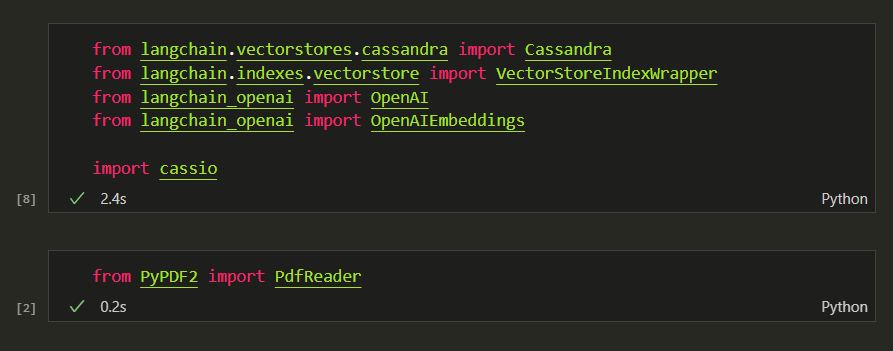 from langchain.vectorstores.cassandra import Cassandra
from langchain.indexes.vectorstore import VectorStoreIndexWrapper
from langchain_openai import OpenAI
from langchain_openai import OpenAIEmbeddings
import cassio
[8]
✓ 2.4s Python
from PyPDF2 import PdfReader
[2]
✓ 0.2s Python